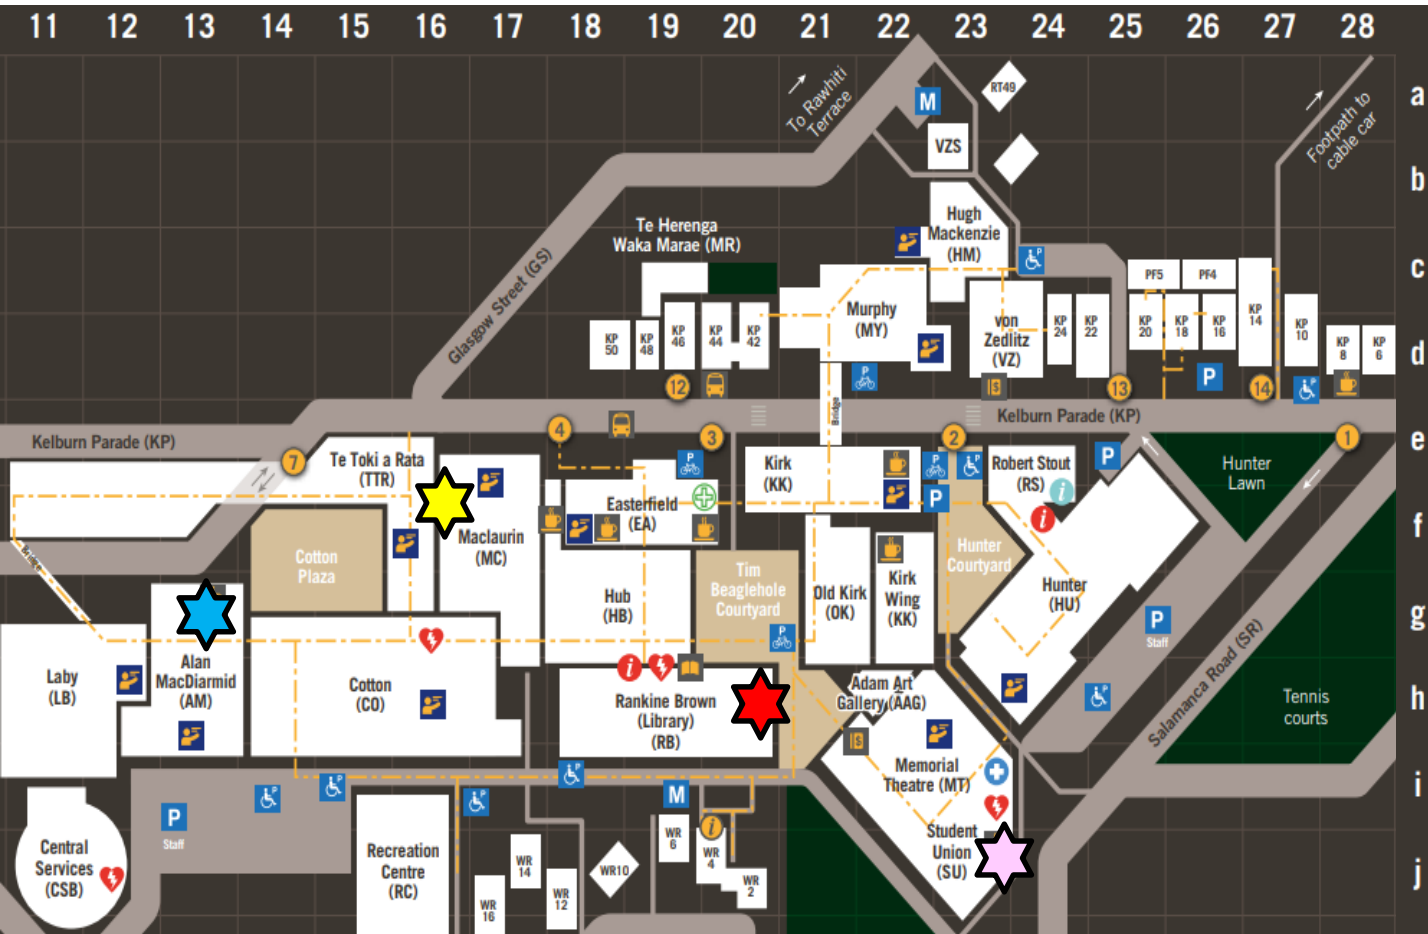 11 12 13 14 15 16 17 18 19 20 21 22 23 24 25 26 27 28
a
b
c
d
e
f
g
h
i
j
To Rawhiti
Terrace
M
RT49
VZS
Footpath to
cable car
Hugh
Mackenzie
(HM)
Te Herenga
Waka Marae (MR)
Glasgow Street (GS)
Murphy
(MY)
von
Zedlitz
(VZ)
PF5
PF4
KP
50
KP
48
KP
46
KP
44
KP
42
KP
24
KP
22
KP
20
KP
18
KP
16
KP
14
KP
10
KP
8
KP
6
P
P
P
12
13
14
Bridge
Kelburn Parade (KP)
Kelburn Parade (KP)
7
4
3
2
1
Te Toki a Rata
(TTR)
Maclaurin
(MC)
Easterfield
(EA)
Kirk
(KK)
P
P
P
Robert Stout
(RS)
i
i
Hunter
Lawn
Bridge
Cotton
Plaza
Hub
(HB)
Tim
Beaglehole
Courtyard
Old Kirk
(OK)
Kirk
Wing
(KK)
Hunter
Courtyard
Hunter
(HU)
P
Staff
P
Salamanca Road (SR)
Tennis
courts
Laby
(LB)
Alan
MacDiarmid
(AM)
Cotton
(CO)
i
Rankine Brown
(Library)
(RB)
Adam Art
Gallery (AAG)
Memorial
Theatre (MT)
Student
Union
(SU)
P
Staff
P
P
P
P
M
i
Central
Services
(CSB)
Recreation
Centre
(RC)
WR
16
WR
14
WR
12
WR10
WR
6
WR
4
WR
2